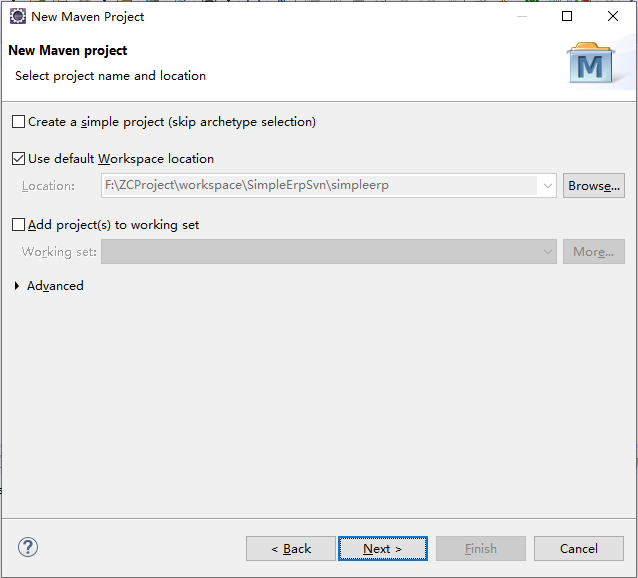 New Maven Project
New Maven project
Select project name and location
M
Create a simple project (skip archetype selection)
Use default Workspace location
Location: F:\ZCProject\workspace\SimpleErpSvn\simpleerp Browse...
Add project(s) to working set
Working set: More...
Advanced
? < Back Next > Finish Cancel